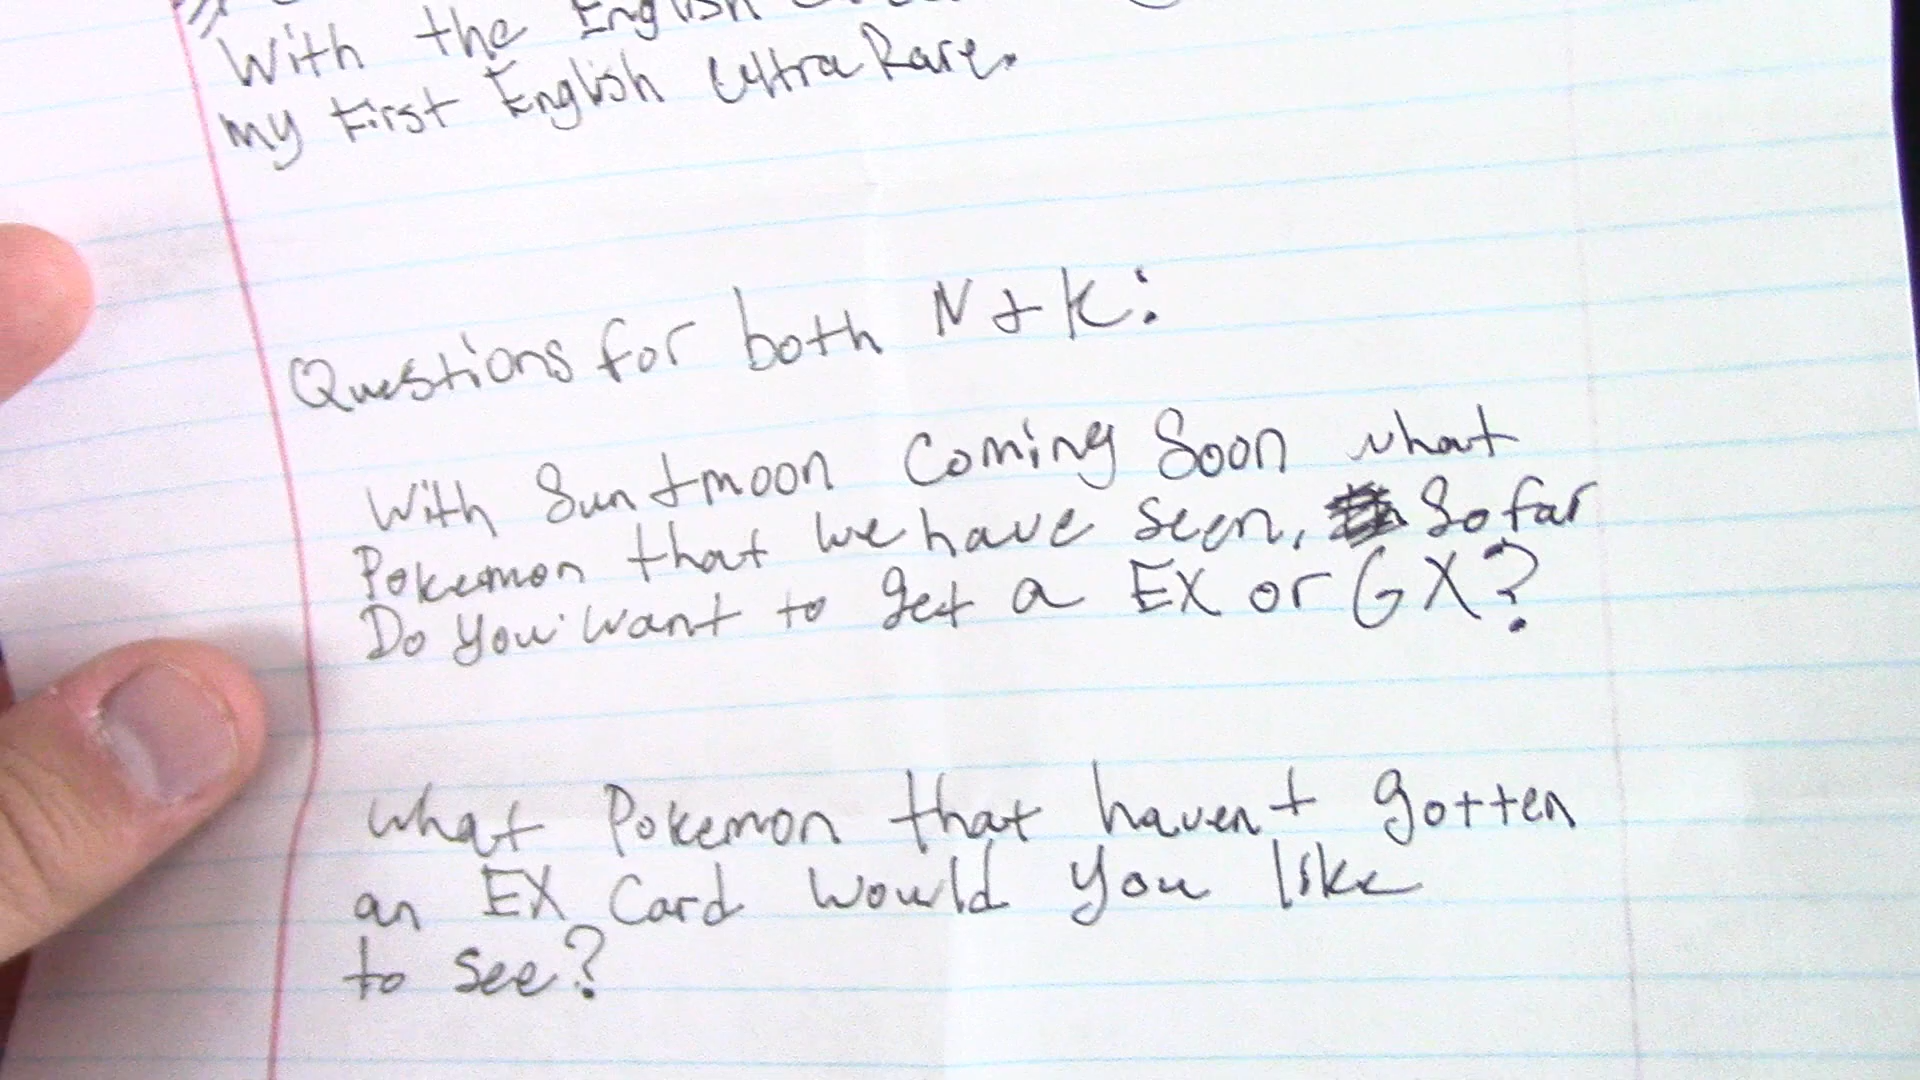 With the English
my first English Ultra Rare.
Questions for both N + K:
With Sun + moon Coming Soon what
Pokemon that we have seen, So far
Do you want to get a EX or GX?
what Pokemon that havent gotten
an EX Card would you like
to see?